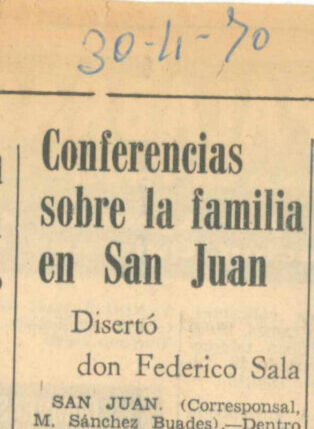 30-4-70
Conferencias
sobre la familia
en San Juan
Disertó
don Federico Sala
SAN JUAN. (Corresponsal,
M. Sánchez Buades).—Dentro